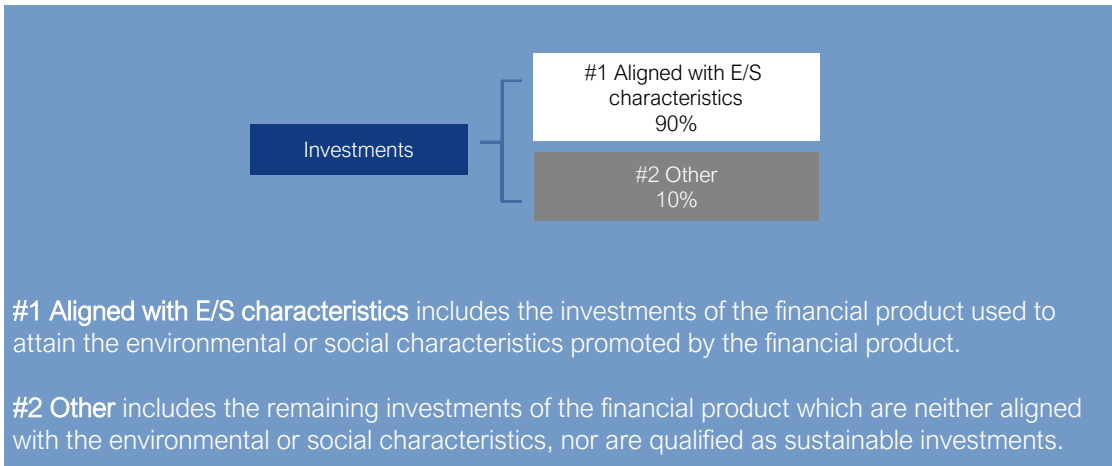 #1 Aligned with E/S
characteristics
90%
Investments
#2 Other
10%
#1 Aligned with E/S characteristics includes the investments of the financial product used to
attain the environmental or social characteristics promoted by the financial product.
#2 Other includes the remaining investments of the financial product which are neither aligned
with the environmental or social characteristics, nor are qualified as sustainable investments.